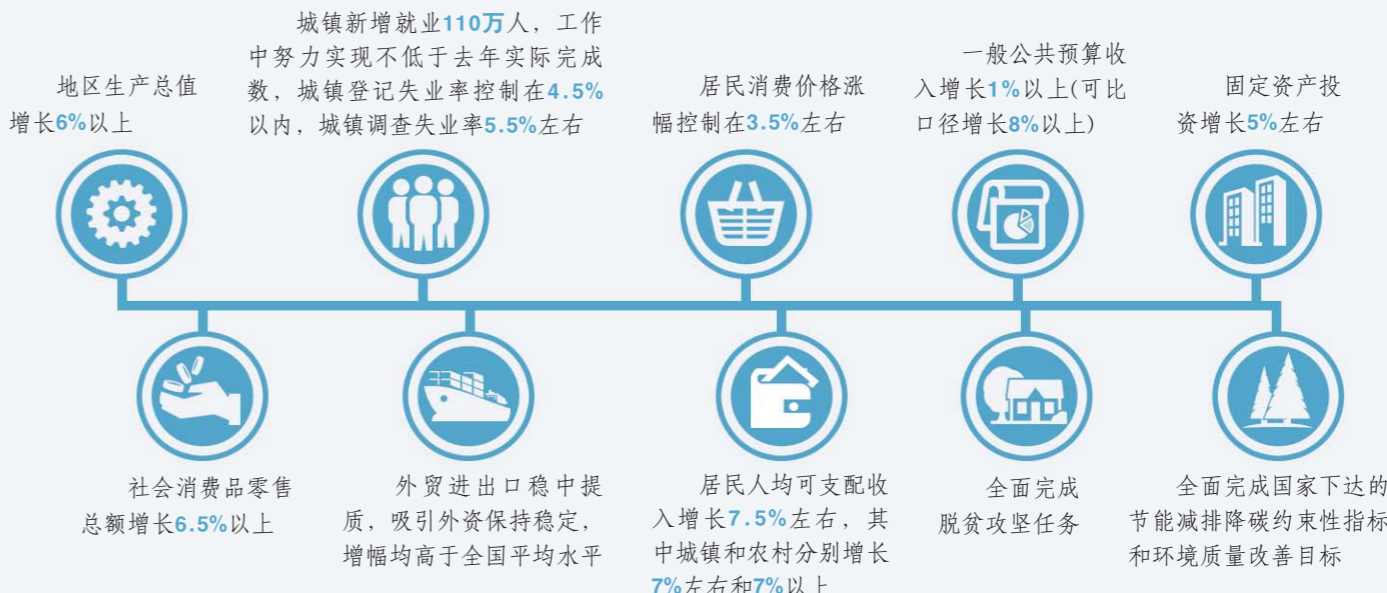 地区生产总值
增长6%以上
城镇新增就业110万人，工作
中努力实现不低于去年实际完成
数，城镇登记失业率控制在4.5%
以内，城镇调查失业率5.5%左右
居民消费价格涨
幅控制在3.5%左右
一般公共预算收
入增长1%以上(可比
口径增长8%以上)
固定资产投
资增长5%左右
社会消费品零售
总额增长6.5%以上
外贸进出口稳中提
质，吸引外资保持稳定，
增幅均高于全国平均水平
居民人均可支配收
入增长7.5%左右，其
中城镇和农村分别增长
7%左右和7%以上
全面完成
脱贫攻坚任务
全面完成国家下达的
节能减排降碳约束性指标
和环境质量改善目标